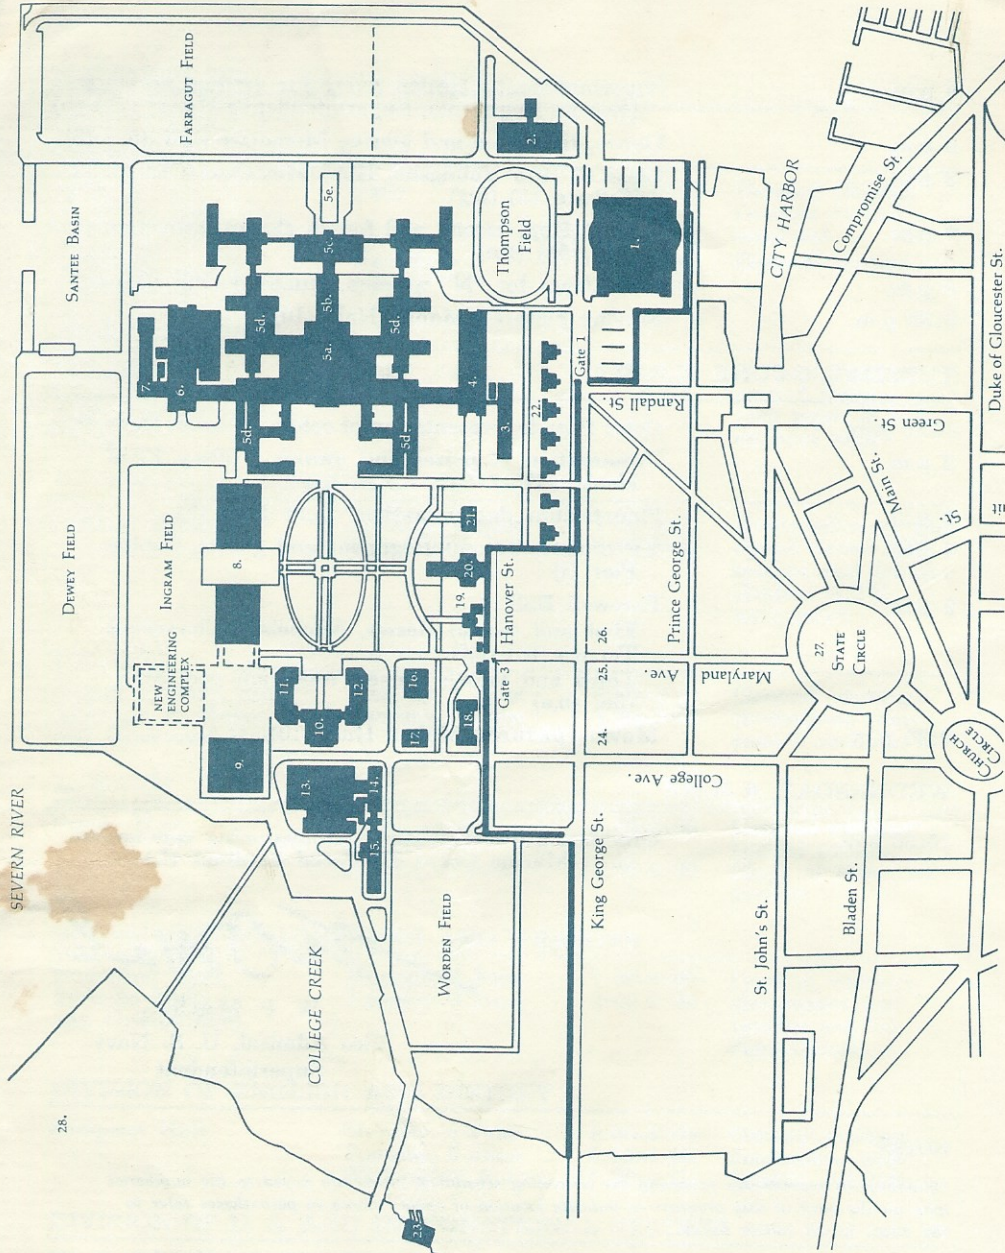 FARRAGUT FIELD
SANTEE BASIN
2.
5e.
5c.
Thompson
Field
1.
CITY HARBOR
Compromise St.
Duke of Gloucester St.
5d.
5b.
5d.
5a.
7.
6.
4.
3.
5d.
5d.
22.
Gate 1
Randall St.
Green St.
Main St.
St.
DEWEY FIELD
INGRAM FIELD
8.
21.
20.
19.
Hanover St.
Prince George St.
26.
27.
STATE
CIRCLE
NEW
ENGINEERING
COMPLEX
11.
12.
10.
16.
17.
18.
Gate 3
25.
24.
Maryland
Ave.
CHURCH
CIRCLE
9.
13.
14.
15.
College Ave.
SEVERN RIVER
King George St.
WORDEN FIELD
COLLEGE CREEK
St. John's St.
Bladen St.
28.
23.